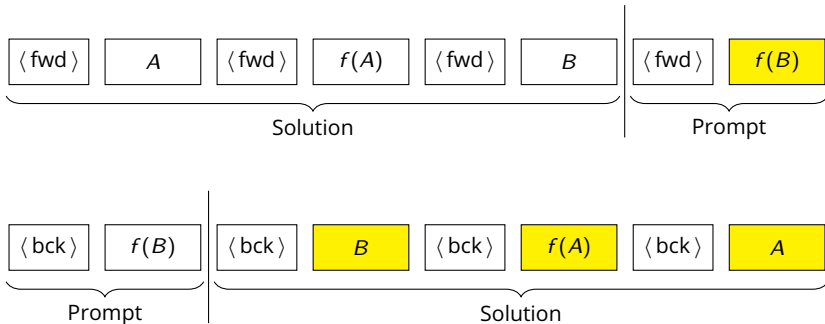 ⟨fwd⟩ A ⟨fwd⟩ f(A) ⟨fwd⟩ B ⟨fwd⟩ f(B)
Solution Prompt
⟨bck⟩ f(B) ⟨bck⟩ B ⟨bck⟩ f(A) ⟨bck⟩ A
Prompt Solution